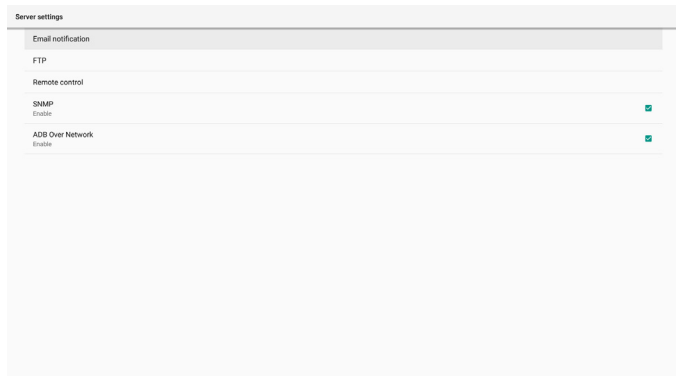 Server settings
Email notification
FTP
Remote control
SNMP
Enable
ADB Over Network
Enable